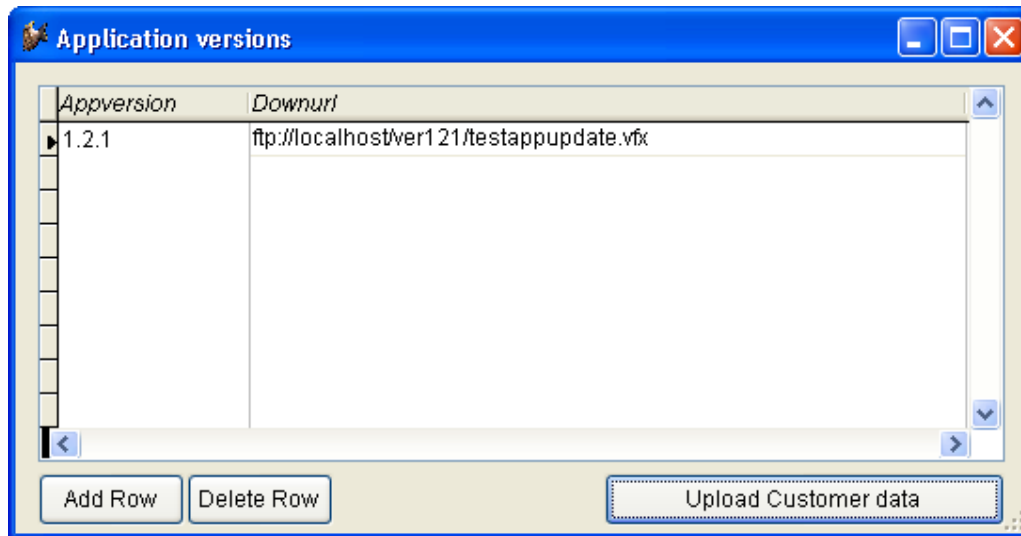 Application versions
Appversion Downurl
1.2.1 ftp://localhost/ver121/testappupdate.vfx
Add Row Delete Row Upload Customer data